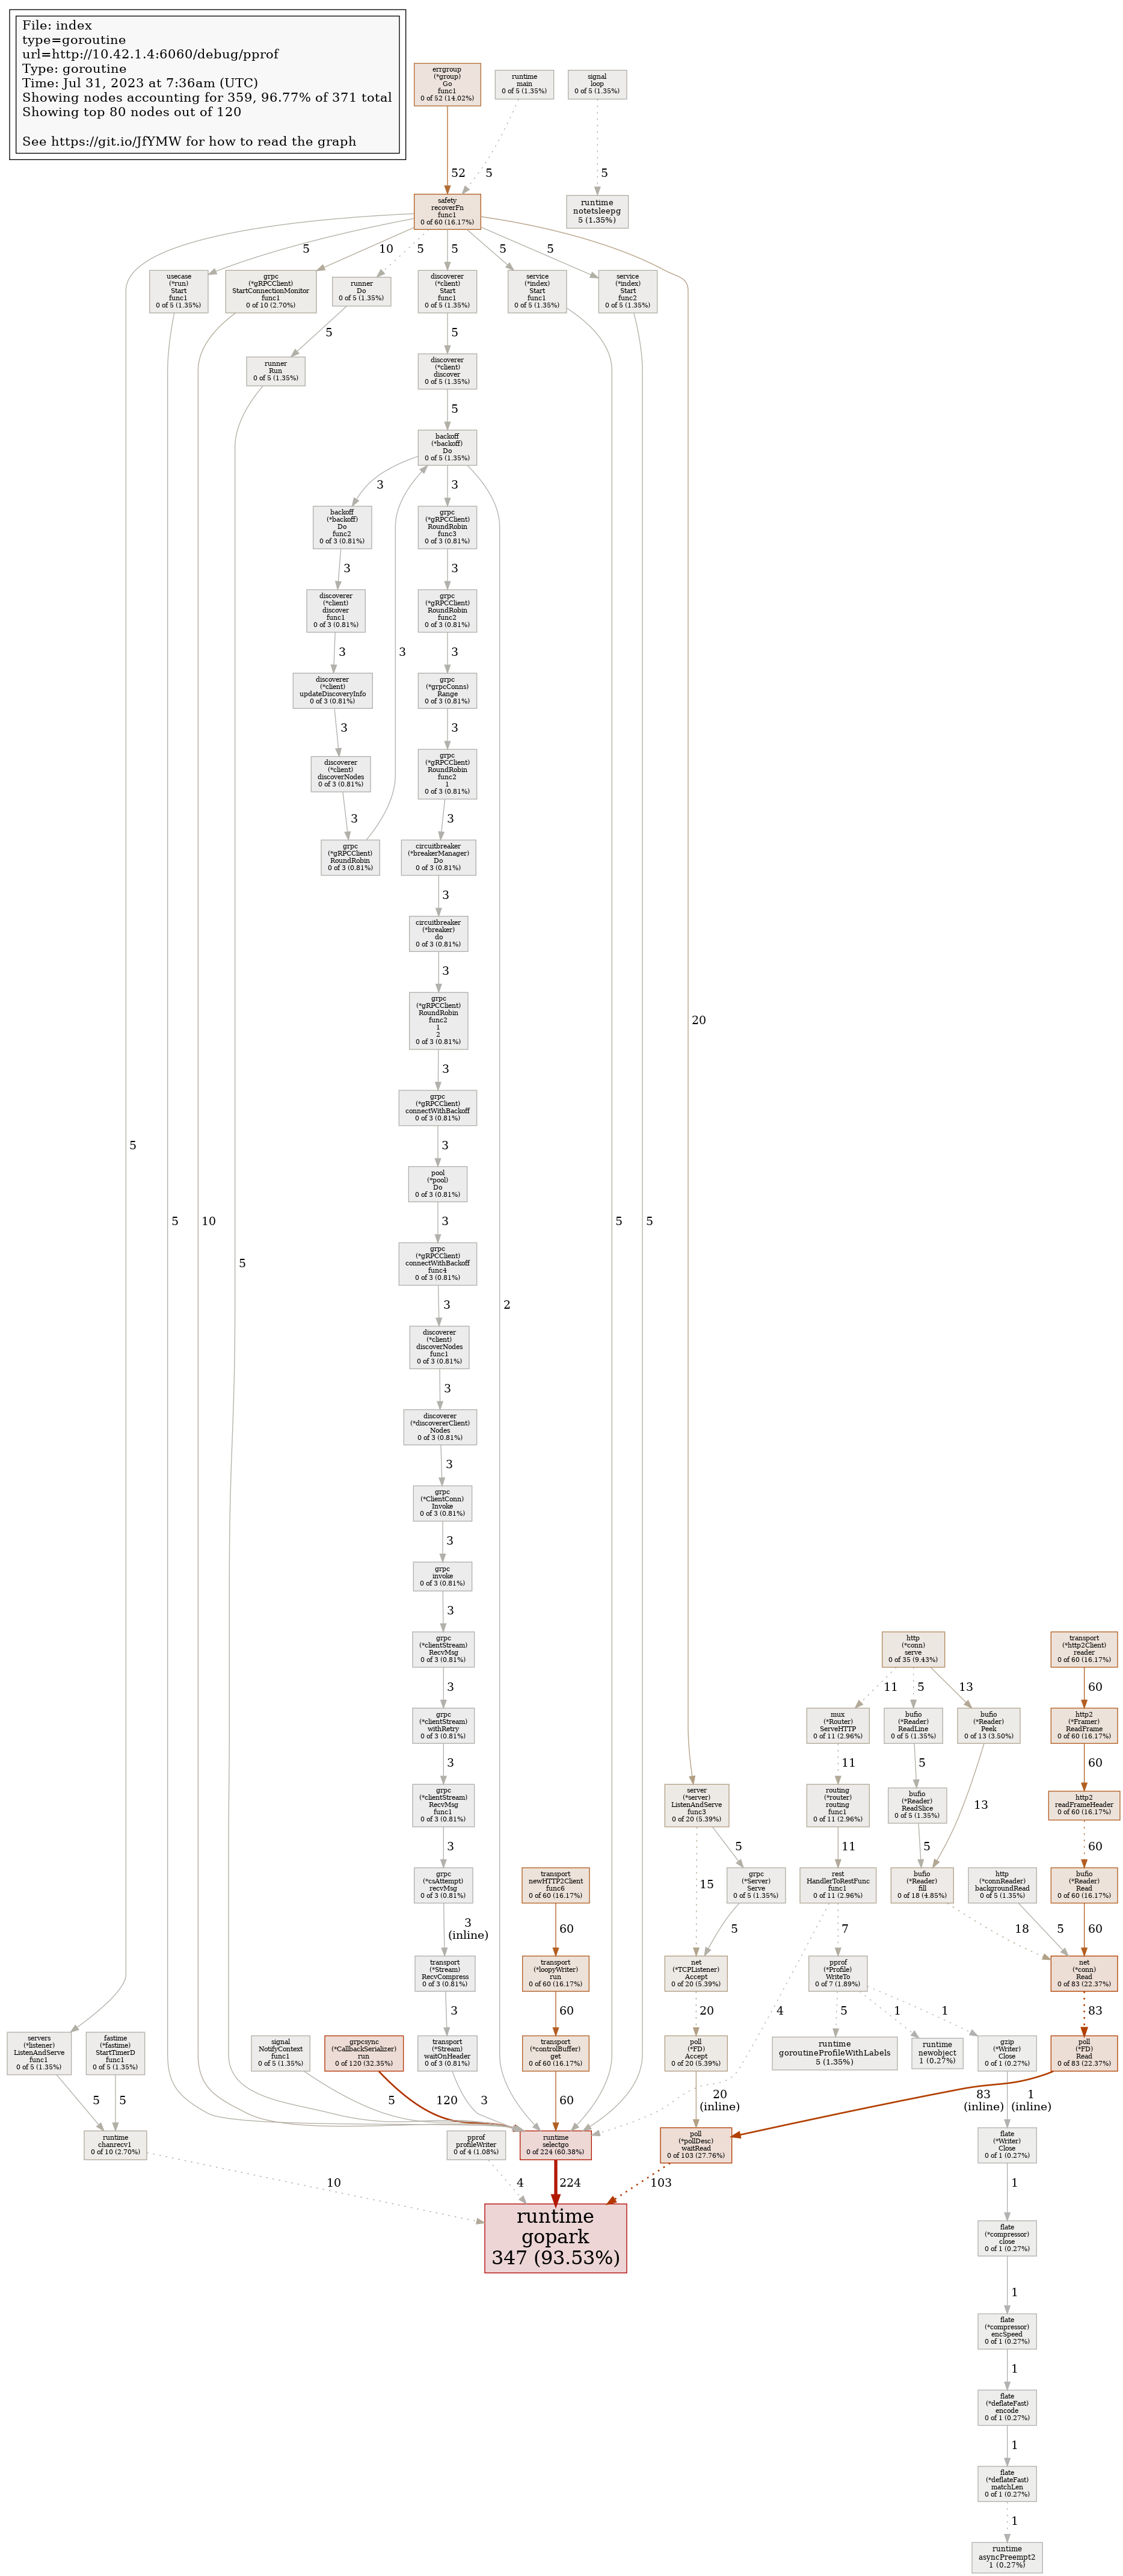 File: index
type=goroutine
url=http://10.42.1.4:6060/debug/pprof
Type: goroutine
Time: Jul 31, 2023 at 7:36am (UTC)
Showing nodes accounting for 359, 96.77% of 371 total
Showing top 80 nodes out of 120
See https://git.io/JfYMW for how to read the graph
errgroup
(*group)
Go
func1
0 of 52 (14.02%)
runtime
main
0 of 5 (1.35%)
signal
loop
0 of 5 (1.35%)
52
5
5
safety
recoverFn
func1
0 of 60 (16.17%)
runtime
notetsleepg
5 (1.35%)
5
10
5
5
5
5
usecase
(*run)
Start
func1
0 of 5 (1.35%)
grpc
(*gRPCClient)
StartConnectionMonitor
func1
0 of 10 (2.70%)
runner
Do
0 of 5 (1.35%)
discoverer
(*client)
Start
func1
0 of 5 (1.35%)
service
(*index)
Start
func1
0 of 5 (1.35%)
service
(*index)
Start
func2
0 of 5 (1.35%)
5
5
runner
Run
0 of 5 (1.35%)
discoverer
(*client)
discover
0 of 5 (1.35%)
5
backoff
(*backoff)
Do
0 of 5 (1.35%)
3
3
backoff
(*backoff)
Do
func2
0 of 3 (0.81%)
grpc
(*gRPCClient)
RoundRobin
func3
0 of 3 (0.81%)
3
3
discoverer
(*client)
discover
func1
0 of 3 (0.81%)
grpc
(*gRPCClient)
RoundRobin
func2
0 of 3 (0.81%)
3
3
3
discoverer
(*client)
updateDiscoveryInfo
0 of 3 (0.81%)
grpc
(*grpcConns)
Range
0 of 3 (0.81%)
3
3
discoverer
(*client)
discoverNodes
0 of 3 (0.81%)
grpc
(*gRPCClient)
RoundRobin
func2
1
0 of 3 (0.81%)
3
3
grpc
(*gRPCClient)
RoundRobin
0 of 3 (0.81%)
circuitbreaker
(*breakerManager)
Do
0 of 3 (0.81%)
3
circuitbreaker
(*breaker)
do
0 of 3 (0.81%)
3
grpc
(*gRPCClient)
RoundRobin
func2
1
2
0 of 3 (0.81%)
20
3
grpc
(*gRPCClient)
connectWithBackoff
0 of 3 (0.81%)
5
3
pool
(*pool)
Do
0 of 3 (0.81%)
5
10
3
5
5
grpc
(*gRPCClient)
connectWithBackoff
func4
0 of 3 (0.81%)
5
3
2
discoverer
(*client)
discoverNodes
func1
0 of 3 (0.81%)
3
discoverer
(*discovererClient)
Nodes
0 of 3 (0.81%)
3
grpc
(*ClientConn)
Invoke
0 of 3 (0.81%)
3
grpc
invoke
0 of 3 (0.81%)
3
grpc
(*clientStream)
RecvMsg
0 of 3 (0.81%)
http
(*conn)
serve
0 of 35 (9.43%)
transport
(*http2Client)
reader
0 of 60 (16.17%)
3
11
5
13
60
grpc
(*clientStream)
withRetry
0 of 3 (0.81%)
mux
(*Router)
ServeHTTP
0 of 11 (2.96%)
bufio
(*Reader)
ReadLine
0 of 5 (1.35%)
bufio
(*Reader)
Peek
0 of 13 (3.50%)
http2
(*Framer)
ReadFrame
0 of 60 (16.17%)
3
11
5
60
grpc
(*clientStream)
RecvMsg
func1
0 of 3 (0.81%)
server
(*server)
ListenAndServe
func3
0 of 20 (5.39%)
routing
(*router)
routing
func1
0 of 11 (2.96%)
bufio
(*Reader)
ReadSlice
0 of 5 (1.35%)
13
http2
readFrameHeader
0 of 60 (16.17%)
3
5
11
5
60
grpc
(*csAttempt)
recvMsg
0 of 3 (0.81%)
transport
newHTTP2Client
func6
0 of 60 (16.17%)
15
grpc
(*Server)
Serve
0 of 5 (1.35%)
rest
HandlerToRestFunc
func1
0 of 11 (2.96%)
bufio
(*Reader)
fill
0 of 18 (4.85%)
http
(*connReader)
backgroundRead
0 of 5 (1.35%)
bufio
(*Reader)
Read
0 of 60 (16.17%)
3
(inline)
60
5
7
18
5
60
transport
(*Stream)
RecvCompress
0 of 3 (0.81%)
transport
(*loopyWriter)
run
0 of 60 (16.17%)
net
(*TCPListener)
Accept
0 of 20 (5.39%)
pprof
(*Profile)
WriteTo
0 of 7 (1.89%)
net
(*conn)
Read
0 of 83 (22.37%)
3
60
20
4
5
1
1
83
servers
(*listener)
ListenAndServe
func1
0 of 5 (1.35%)
fastime
(*fastime)
StartTimerD
func1
0 of 5 (1.35%)
signal
NotifyContext
func1
0 of 5 (1.35%)
grpcsync
(*CallbackSerializer)
run
0 of 120 (32.35%)
transport
(*Stream)
waitOnHeader
0 of 3 (0.81%)
transport
(*controlBuffer)
get
0 of 60 (16.17%)
poll
(*FD)
Accept
0 of 20 (5.39%)
runtime
goroutineProfileWithLabels
5 (1.35%)
runtime
newobject
1 (0.27%)
gzip
(*Writer)
Close
0 of 1 (0.27%)
poll
(*FD)
Read
0 of 83 (22.37%)
5
5
5
120
3
60
20
(inline)
83
(inline)
1
(inline)
runtime
chanrecv1
0 of 10 (2.70%)
pprof
profileWriter
0 of 4 (1.08%)
runtime
selectgo
0 of 224 (60.38%)
poll
(*pollDesc)
waitRead
0 of 103 (27.76%)
flate
(*Writer)
Close
0 of 1 (0.27%)
10
4
224
103
1
runtime
gopark
347 (93.53%)
flate
(*compressor)
close
0 of 1 (0.27%)
1
flate
(*compressor)
encSpeed
0 of 1 (0.27%)
1
flate
(*deflateFast)
encode
0 of 1 (0.27%)
1
flate
(*deflateFast)
matchLen
0 of 1 (0.27%)
1
runtime
asyncPreempt2
1 (0.27%)